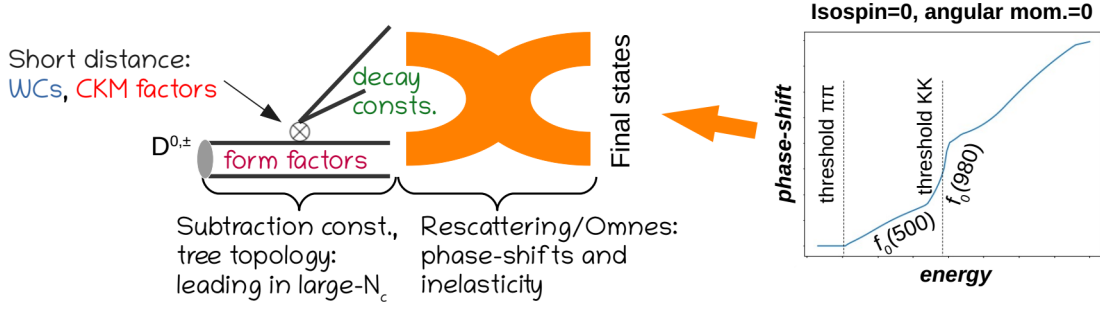 Short distance:
WCs, CKM factors
decay
consts.
D0,±
form factors
Final states
Subtraction const.,
tree topology:
leading in large-Nc
Rescattering/Omnes:
phase-shifts and
inelasticity
Isospin=0, angular mom.=0
phase-shift
threshold ππ
threshold KK
f0(500)
f0(980)
energy